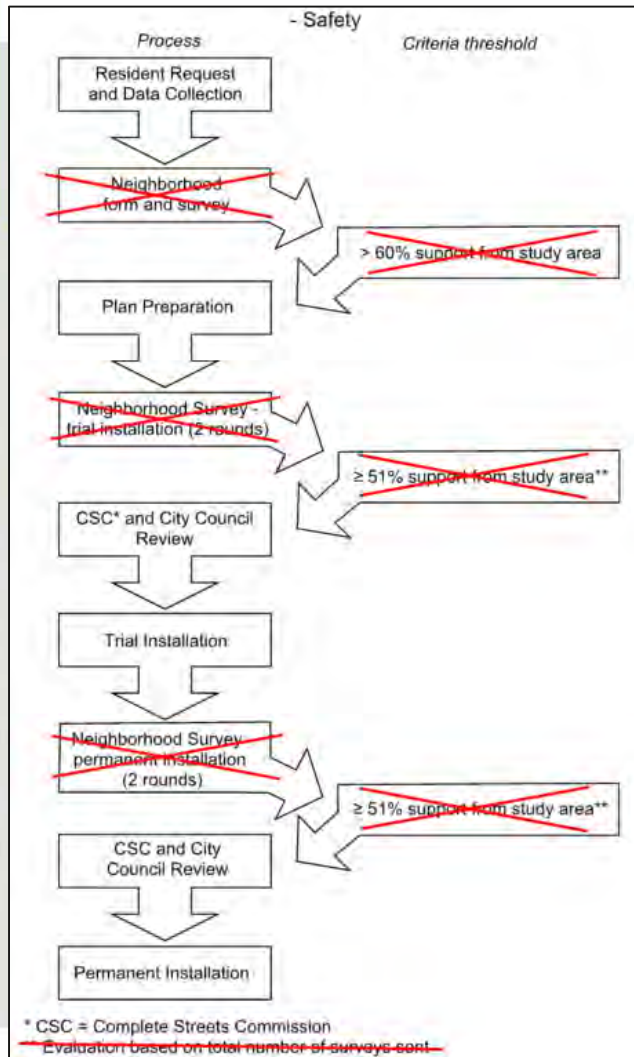 - Safety
Process
Criteria threshold
Resident Request
and Data Collection
Neighborhood
form and survey
> 60% support from study area
Plan Preparation
Neighborhood Survey -
trial installation (2 rounds)
≥ 51% support from study area**
CSC* and City Council
Review
Trial Installation
Neighborhood Survey
permanent installation
(2 rounds)
≥ 51% support from study area**
CSC and City
Council Review
Permanent Installation
* CSC = Complete Streets Commission
** Evaluation based on total number of surveys sent